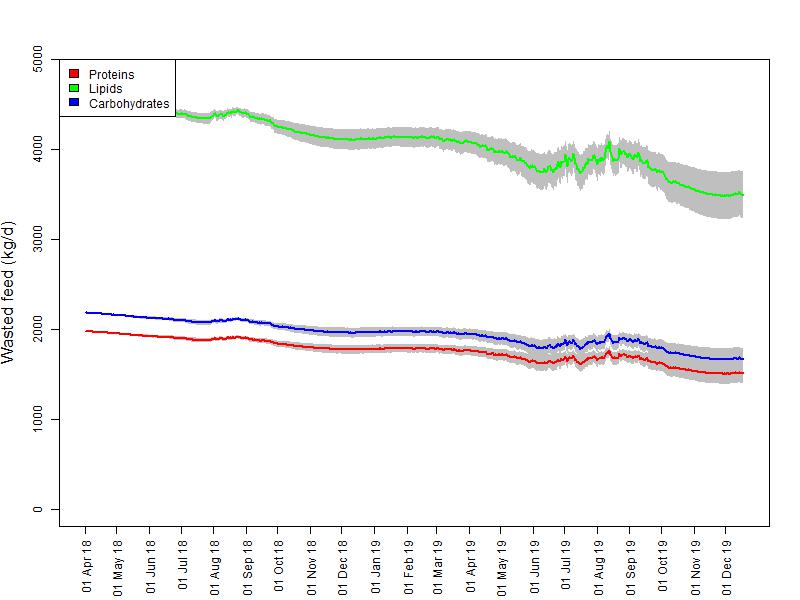 Proteins
Lipids
Carbohydrates
Wasted feed (kg/d)
5000
4000
3000
2000
1000
0
01 Apr 18
01 May 18
01 Jun 18
01 Jul 18
01 Aug 18
01 Sep 18
01 Oct 18
01 Nov 18
01 Dec 18
01 Jan 19
01 Feb 19
01 Mar 19
01 Apr 19
01 May 19
01 Jun 19
01 Jul 19
01 Aug 19
01 Sep 19
01 Oct 19
01 Nov 19
01 Dec 19